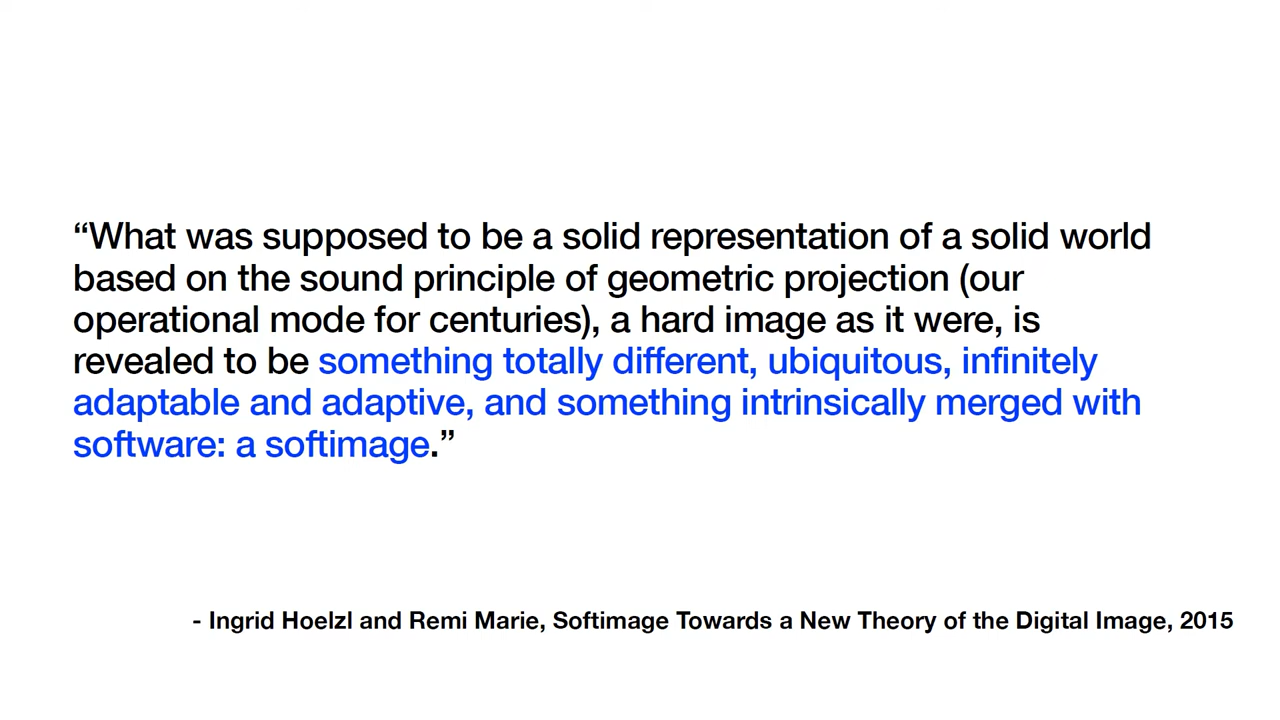 “What was supposed to be a solid representation of a solid world
based on the sound principle of geometric projection (our
operational mode for centuries), a hard image as it were, is
revealed to be something totally different, ubiquitous, infinitely
adaptable and adaptive, and something intrinsically merged with
software: a softimage.”
- Ingrid Hoelzl and Remi Marie, Softimage Towards a New Theory of the Digital Image, 2015